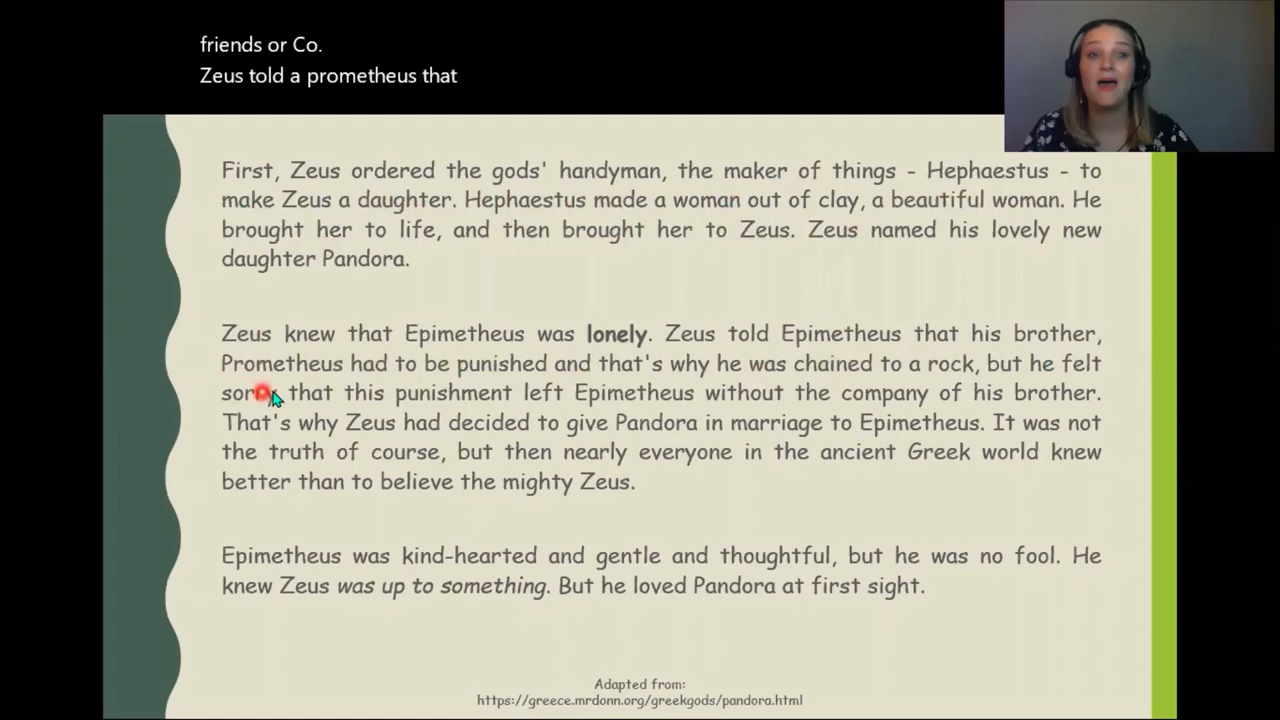 friends or Co.
Zeus told a prometheus that
First, Zeus ordered the gods' handyman, the maker of things - Hephaestus - to
make Zeus a daughter. Hephaestus made a woman out of clay, a beautiful woman. He
brought her to life, and then brought her to Zeus. Zeus named his lovely new
daughter Pandora.
Zeus knew that Epimetheus was lonely. Zeus told Epimetheus that his brother,
Prometheus had to be punished and that's why he was chained to a rock, but he felt
sorry that this punishment left Epimetheus without the company of his brother.
That's why Zeus had decided to give Pandora in marriage to Epimetheus. It was not
the truth of course, but then nearly everyone in the ancient Greek world knew
better than to believe the mighty Zeus.
Epimetheus was kind-hearted and gentle and thoughtful, but he was no fool. He
knew Zeus was up to something. But he loved Pandora at first sight.
Adapted from:
https://greece.mrdonn.org/greekgods/pandora.html